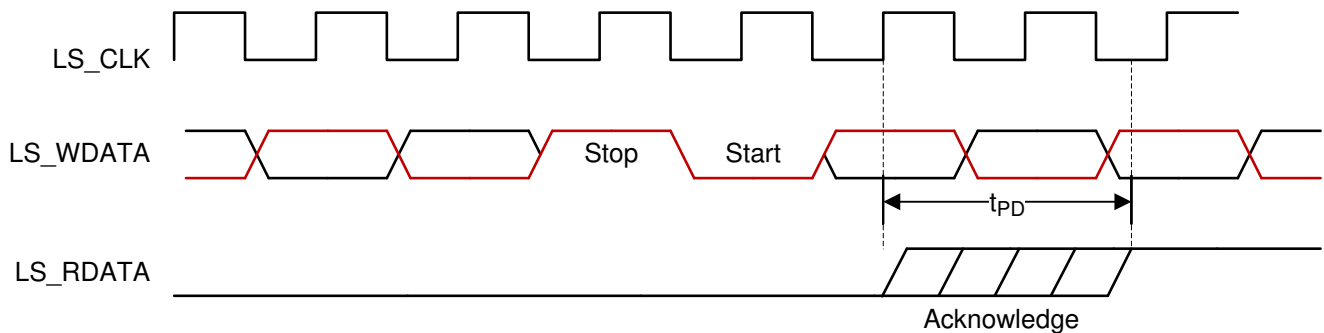 LS_CLK
LS_WDATA
Stop
Start
tPD
LS_RDATA
Acknowledge